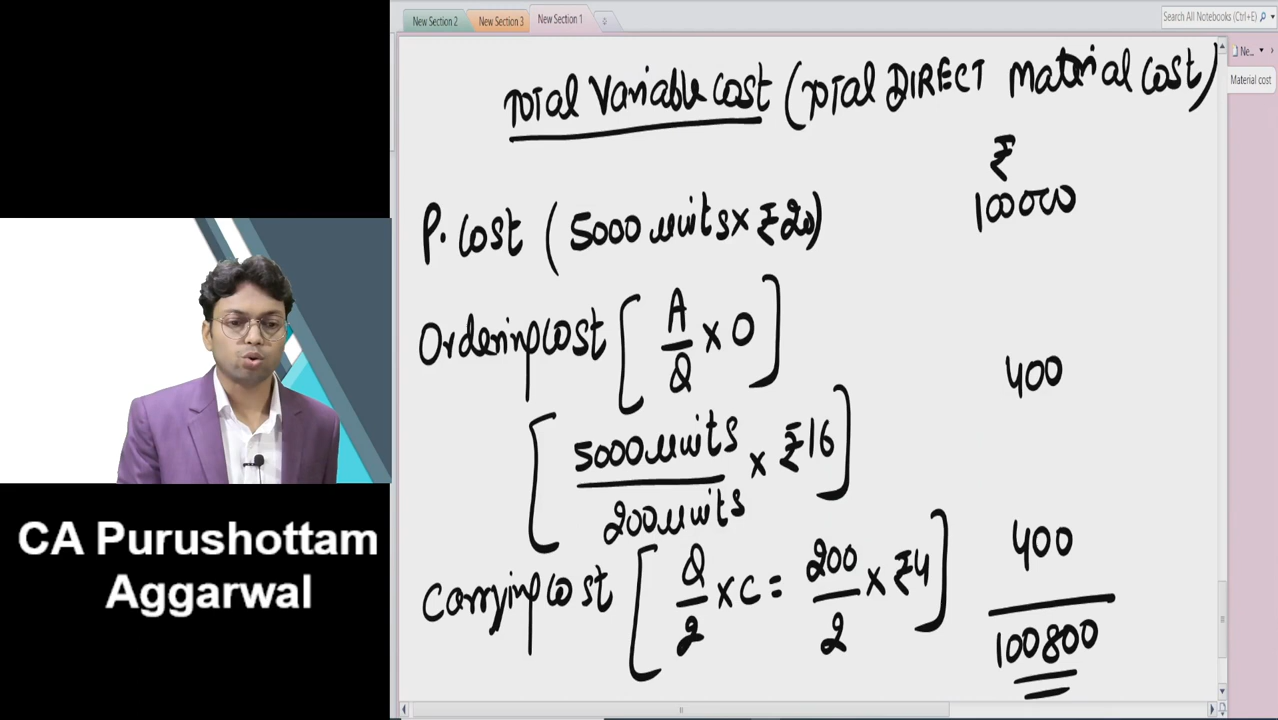 New Section 2
New Section 3
New Section 1
Search All Notebooks (Ctrl+E)
Ne...
Material cost
Total Variable Cost (Total DIRECT Material Cost)
₹
P. Cost (5000 units × ₹20) 100000
Ordering Cost [A/Q × O] 400
[5000 units/200 units × ₹16]
Carrying Cost [Q/2 × C = 200/2 × ₹4] 400
100800
CA Purushottam
Aggarwal